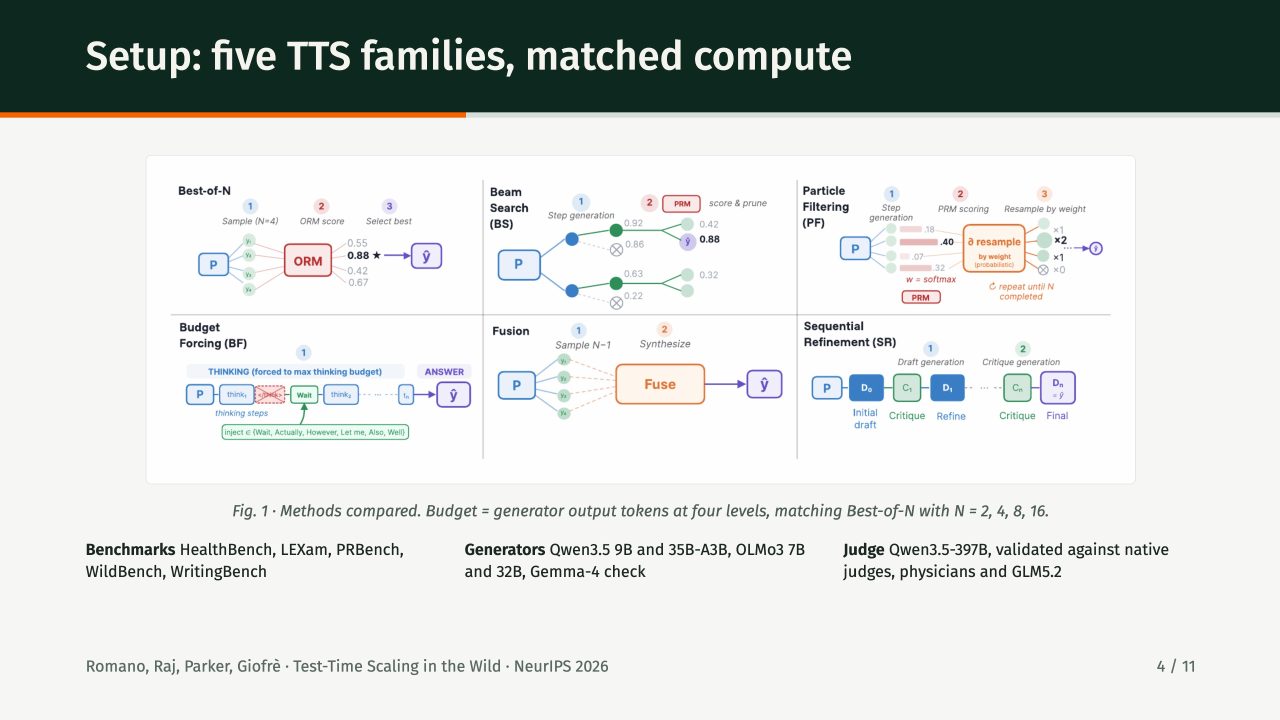 Setup: five TTS families, matched compute
Best-of-N
1 2 3
Sample (N=4) ORM score Select best
P
y₁
y₂
y₃
y₄
ORM
0.55
0.88 ★
0.42
0.67
ŷ
Beam
Search
(BS)
1
Step generation
2 PRM score & prune
P
0.92
0.86
0.63
0.22
0.42
ŷ 0.88
0.32
Particle
Filtering
(PF)
1 2 3
Step
generation
PRM scoring Resample by weight
P
.18
.40
.07
.32
w = softmax
PRM
∂ resample
by weight
(probabilistic)
×1
×2
×1
×0
ŷ
↻ repeat until N
completed
Budget
Forcing (BF)
1
THINKING (forced to max thinking budget) ANSWER
P think₁ Wait think₂ ... tₙ ŷ
thinking steps
inject ∈ {Wait, Actually, However, Let me, Also, Well}
Fusion
1 2
Sample N−1 Synthesize
P
Fuse
ŷ
Sequential
Refinement (SR)
1 2
Draft generation Critique generation
P D₀ C₁ D₁ ... Cₙ Dₙ
= ŷ
Initial
draft
Critique Refine Critique Final
Fig. 1 · Methods compared. Budget = generator output tokens at four levels, matching Best-of-N with N = 2, 4, 8, 16.
Benchmarks HealthBench, LEXam, PRBench,
WildBench, WritingBench
Generators Qwen3.5 9B and 35B-A3B, OLMo3 7B
and 32B, Gemma-4 check
Judge Qwen3.5-397B, validated against native
judges, physicians and GLM5.2
Romano, Raj, Parker, Giofrè · Test-Time Scaling in the Wild · NeurIPS 2026
4 / 11